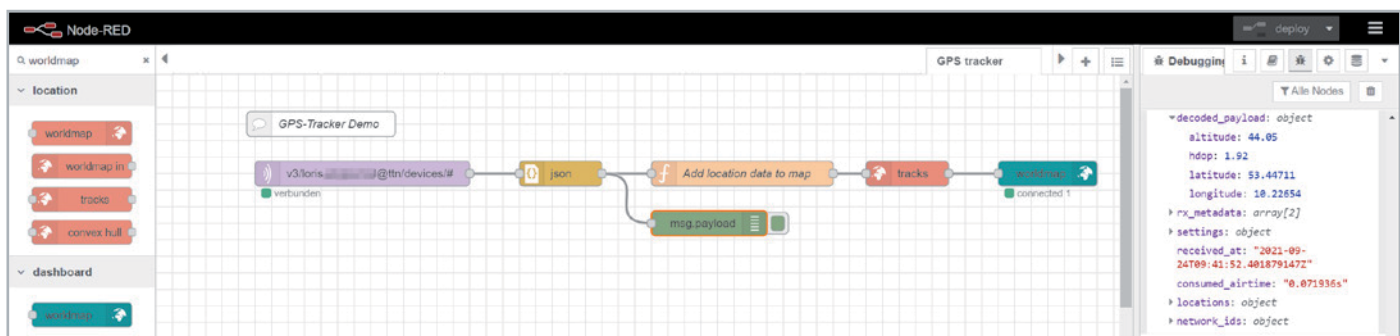 Node-RED
deploy
worldmap
×
GPS tracker
Debugging
i
location
Alle Nodes
worldmap
worldmap in
tracks
convex hull
dashboard
worldmap
GPS-Tracker Demo
v3/loris. @ttn/devices/#
verbunden
json
Add location data to map
tracks
worldmap
connected 1
msg.payload
decoded_payload: object
altitude: 44.05
hdop: 1.92
latitude: 53.44711
longitude: 10.22654
rx_metadata: array[2]
settings: object
received_at: "2021-09-
24T09:41:52.401879147Z"
consumed_airtime: "0.071936s"
locations: object
network_ids: object